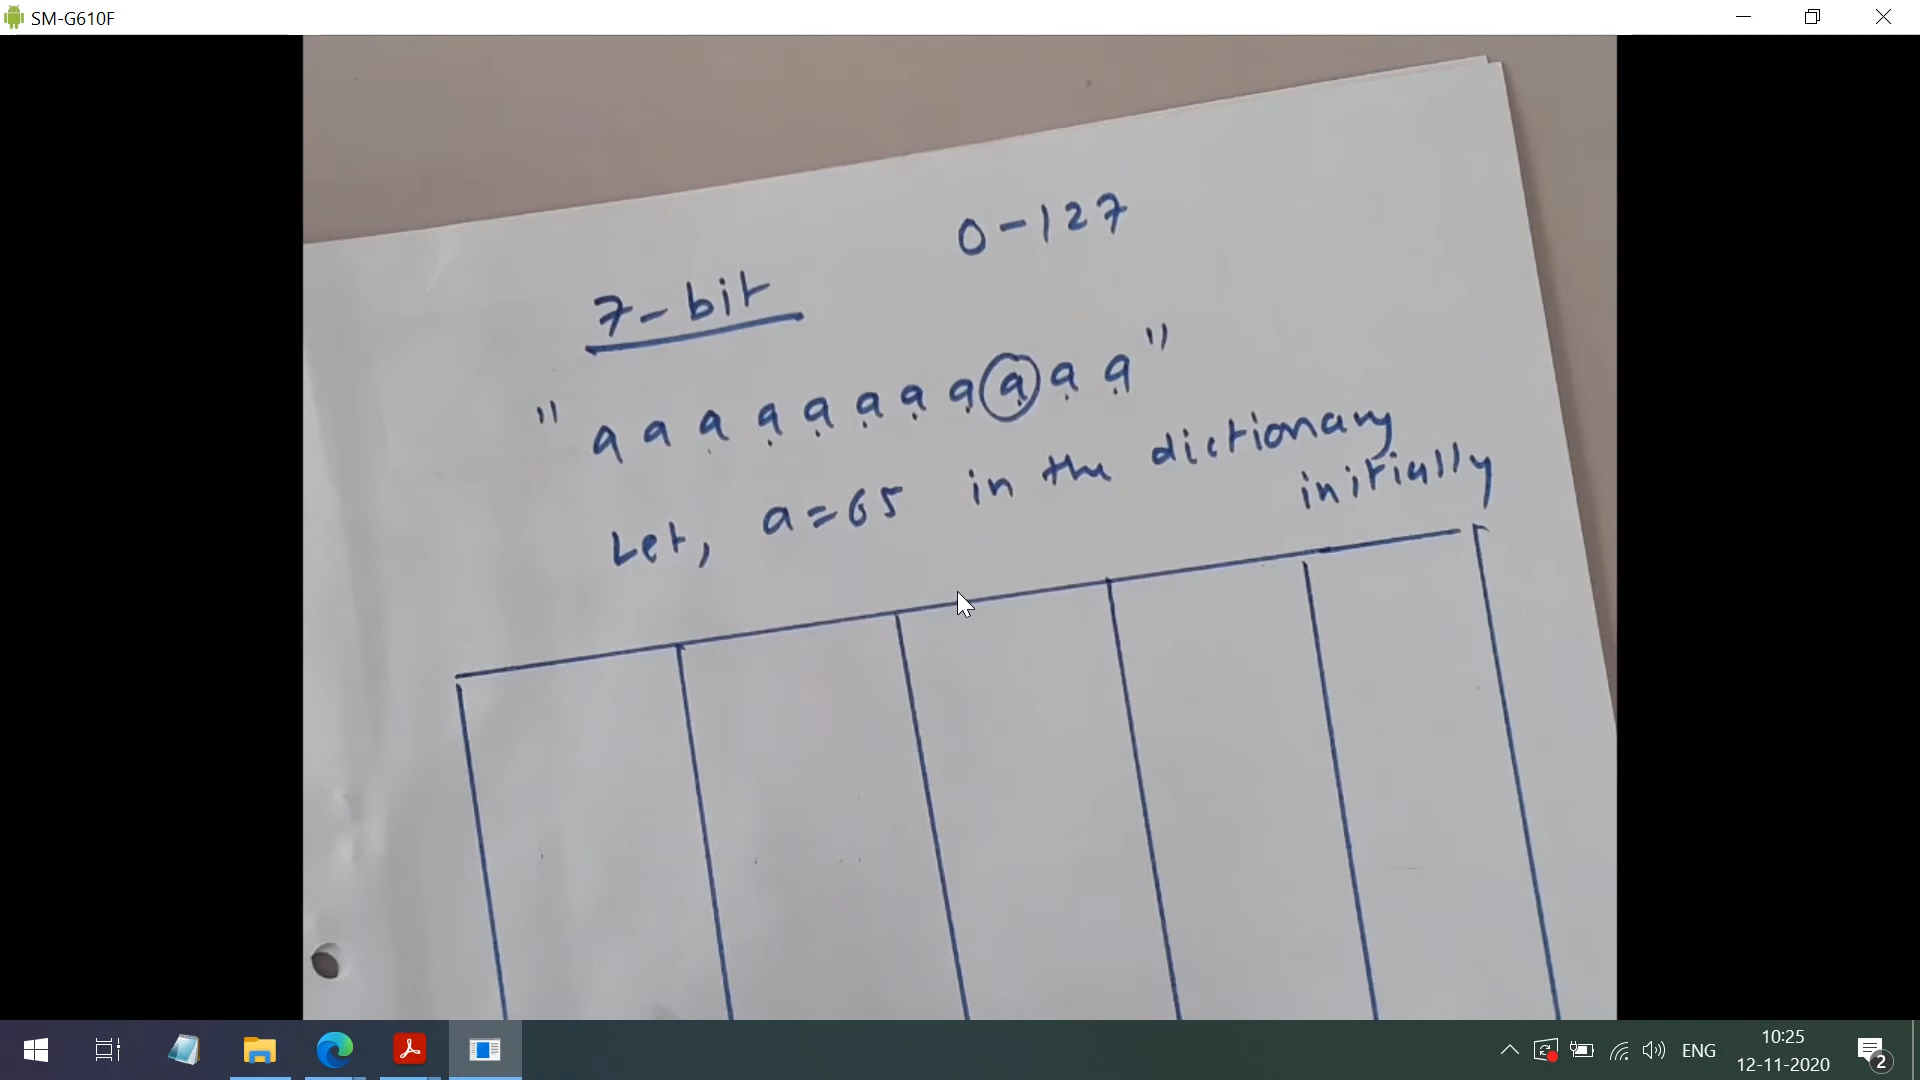 SM-G610F
0-127
7-bit
"a a a a a a a a a a a"
Let, a=65 in the dictionary
initially
ENG
10:25
12-11-2020
2